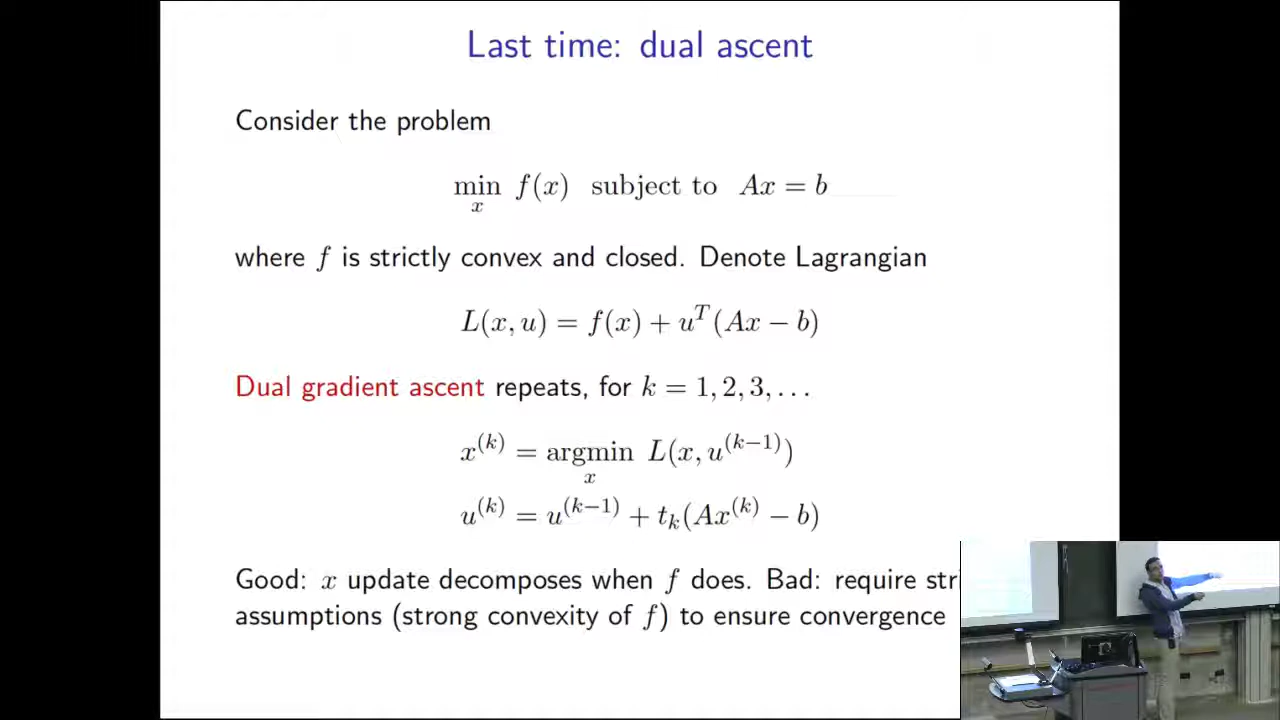 Last time: dual ascent
Consider the problem
min_x f(x) subject to Ax = b
where f is strictly convex and closed. Denote Lagrangian
L(x, u) = f(x) + u^T(Ax − b)
Dual gradient ascent repeats, for k = 1, 2, 3, . . .
x^(k) = argmin_x L(x, u^(k−1))
u^(k) = u^(k−1) + t_k(Ax^(k) − b)
Good: x update decomposes when f does. Bad: require
assumptions (strong convexity of f) to ensure convergence